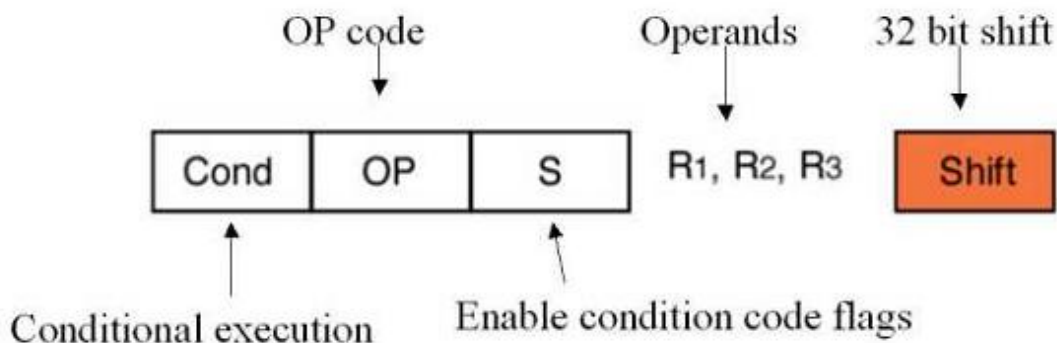 OP code Operands 32 bit shift
Cond OP S R1, R2, R3 Shift
Conditional execution Enable condition code flags